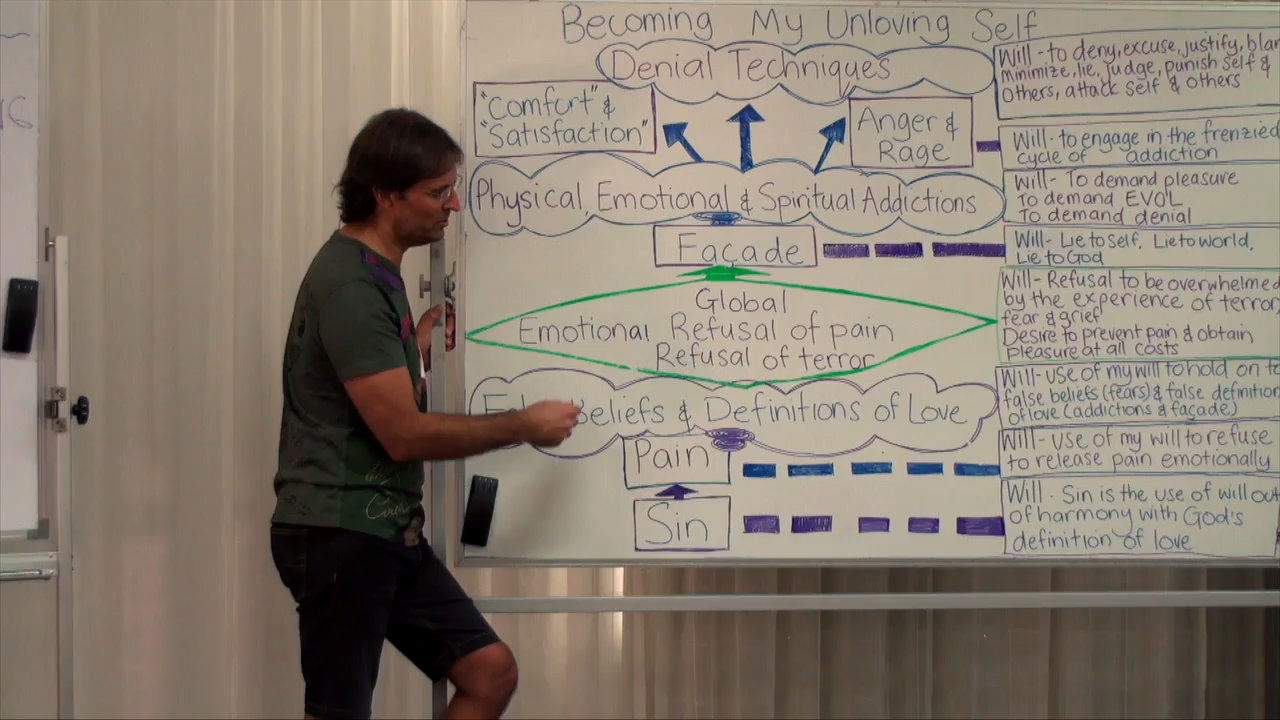 16
Becoming My Unloving Self
Denial Techniques
"Comfort" &
"Satisfaction"
Anger &
Rage
Physical, Emotional & Spiritual Addictions
Façade
Global
Emotional Refusal of pain
Refusal of terror
Beliefs & Definitions of Love
Pain
Sin
Will - to deny, excuse, justify,
minimize, lie, judge, punish self &
others, attack self & others
Will - to engage in the frenzied
cycle of addiction
Will - To demand pleasure
To demand EVOL
To demand denial
Will - Lie to self, Lie to world,
Lie to God
Will - Refusal to be overwhelmed
by the experience of terror,
fear & grief
Desire to prevent pain & obtain
pleasure at all costs
Will - use of my will to hold on to
false beliefs (fears) & false definition
of love (addictions & façade)
Will - use of my will to refuse
to release pain emotionally
Will - Sin is the use of will out
of harmony with God's
definition of love